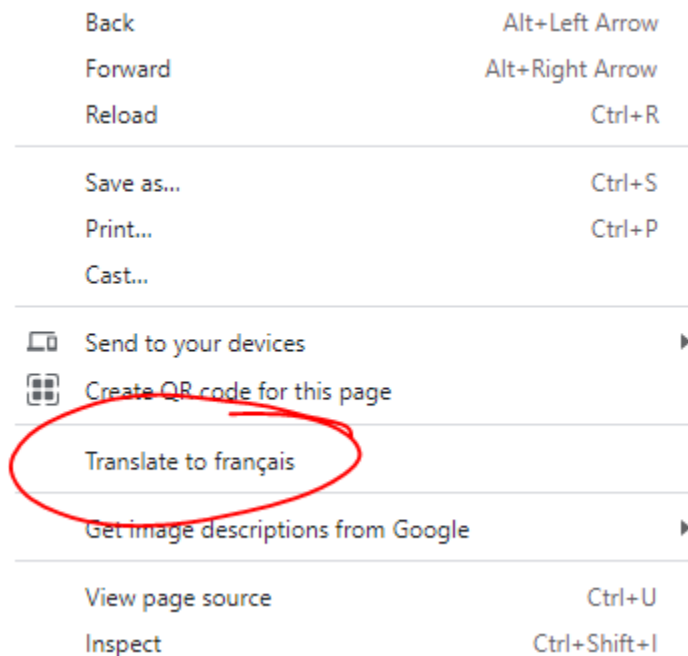 Back Alt+Left Arrow
Forward Alt+Right Arrow
Reload Ctrl+R
Save as... Ctrl+S
Print... Ctrl+P
Cast...
Send to your devices
Create QR code for this page
Translate to français
Get image descriptions from Google
View page source Ctrl+U
Inspect Ctrl+Shift+I